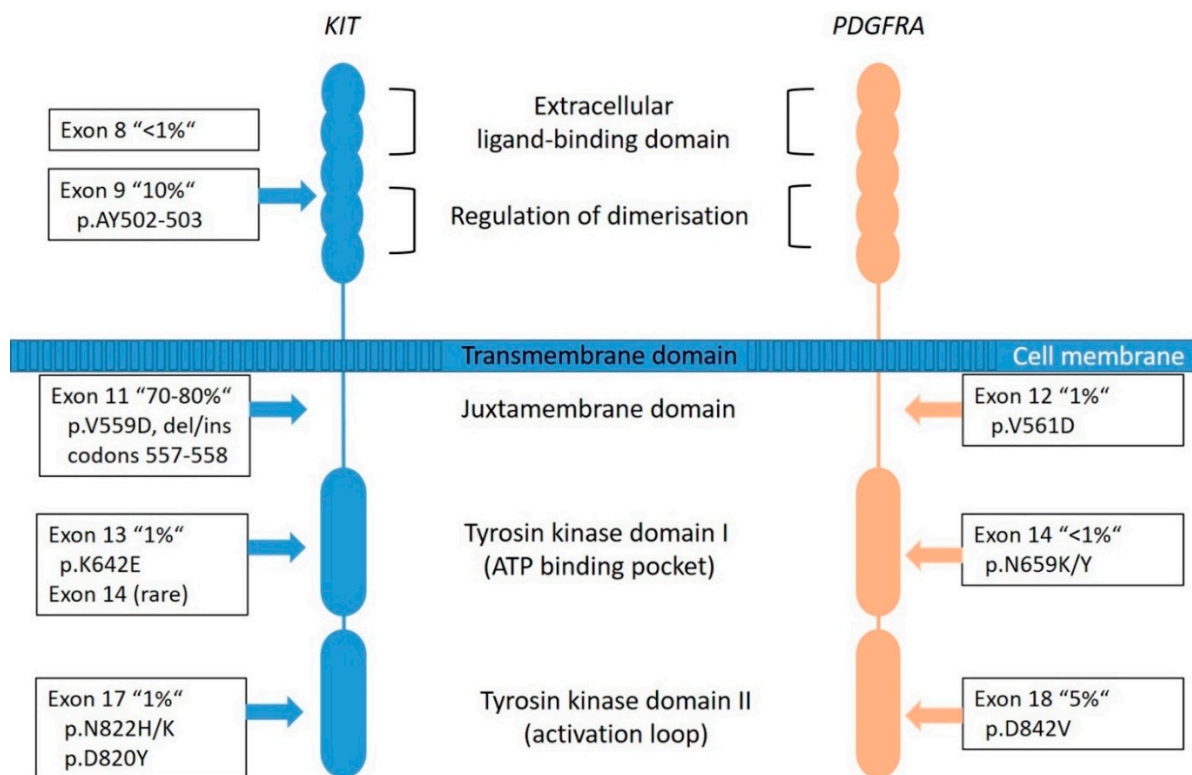 KIT
PDGFRA
Exon 8 “<1%“
Extracellular
ligand-binding domain
Exon 9 “10%“
p.AY502-503
Regulation of dimerisation
Transmembrane domain
Cell membrane
Exon 11 “70-80%“
p.V559D, del/ins
codons 557-558
Juxtamembrane domain
Exon 12 “1%“
p.V561D
Exon 13 “1%“
p.K642E
Exon 14 (rare)
Tyrosin kinase domain I
(ATP binding pocket)
Exon 14 “<1%“
p.N659K/Y
Exon 17 “1%“
p.N822H/K
p.D820Y
Tyrosin kinase domain II
(activation loop)
Exon 18 “5%“
p.D842V